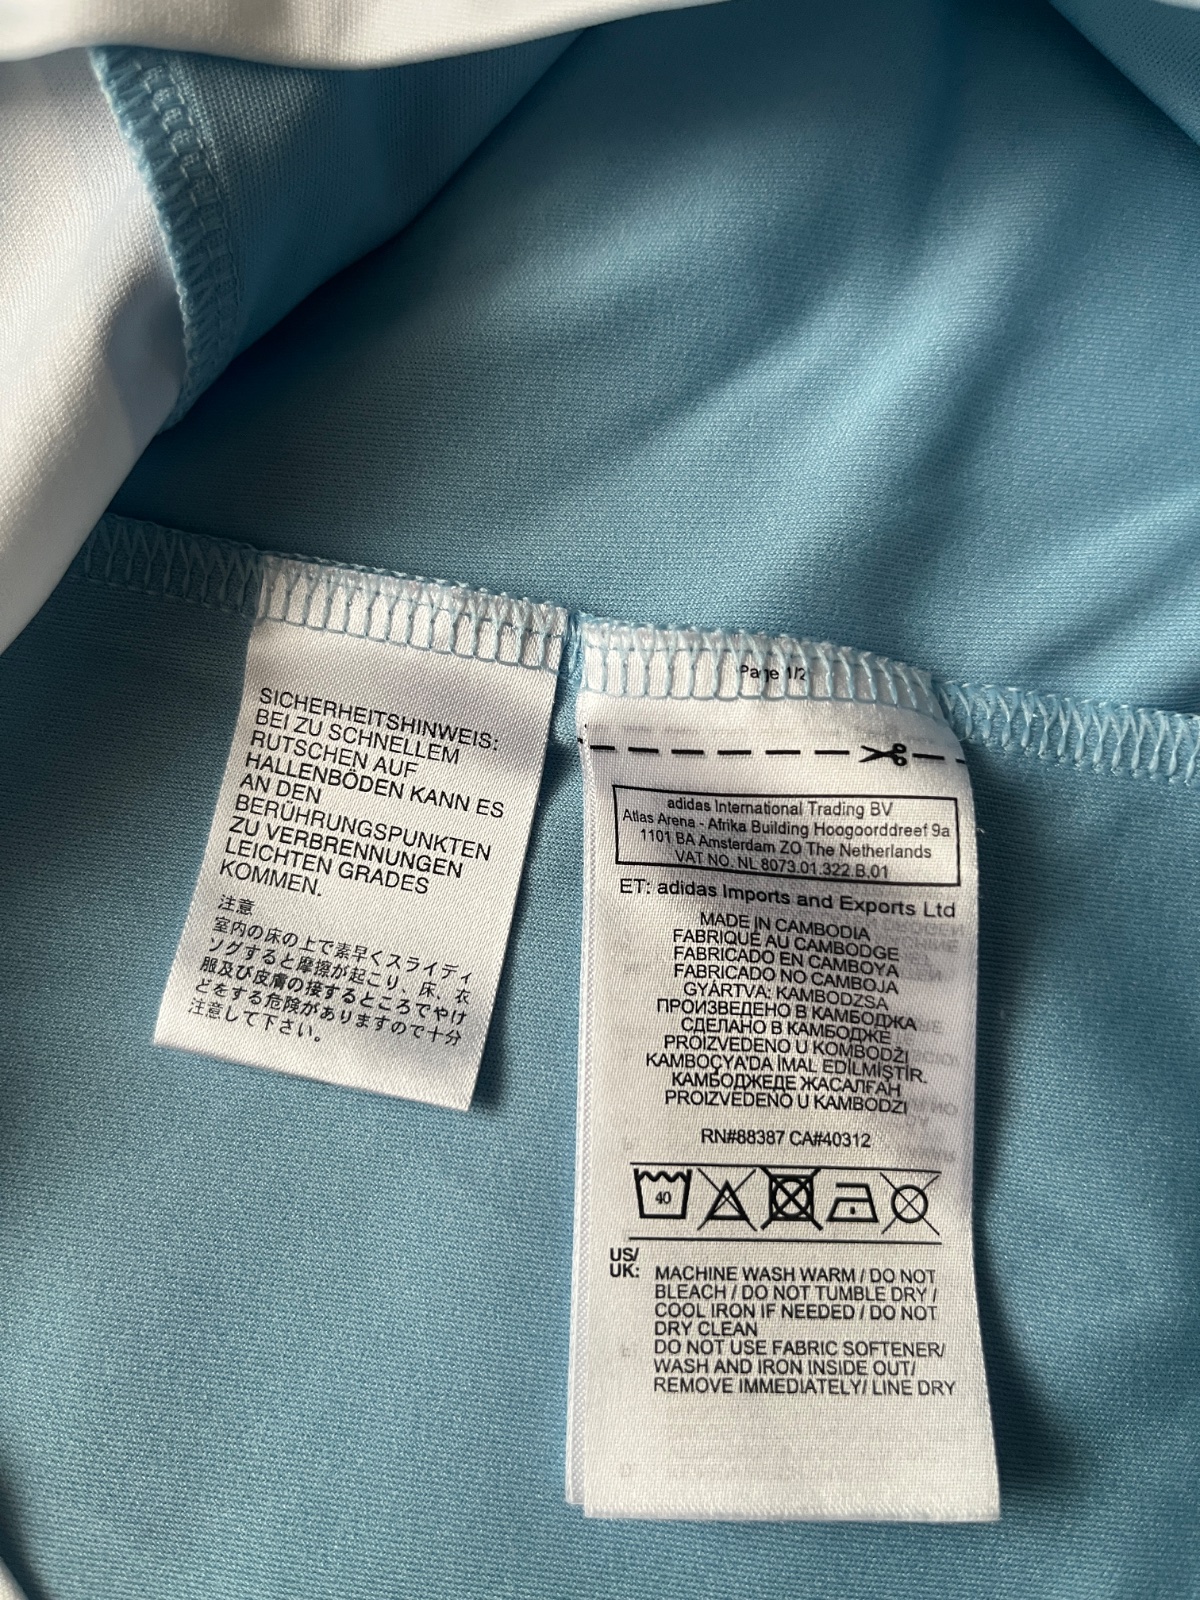 SICHERHEITSHINWEIS:
BEI ZU SCHNELLEM
RUTSCHEN AUF
HALLENBÖDEN KANN ES
AN DEN
BERÜHRUNGSPUNKTEN
ZU VERBRENNUNGEN
LEICHTEN GRADES
KOMMEN.
注意
室内の床の上で素早くスライディ
ングすると摩擦が起こり、床、衣
服及び皮膚の接するところでやけ
どをする危険がありますので十分
注意して下さい。
Page 1/2
adidas International Trading BV
Atlas Arena - Afrika Building Hoogoorddreef 9a
1101 BA Amsterdam ZO The Netherlands
VAT NO. NL 8073.01.322.B.01
ET: adidas Imports and Exports Ltd
MADE IN CAMBODIA
FABRIQUÉ AU CAMBODGE
FABRICADO EN CAMBOYA
FABRICADO NO CAMBOJA
GYÁRTVA: KAMBODZSA
ПРОИЗВЕДЕНО В КАМБОДЖА
СДЕЛАНО В КАМБОДЖЕ
PROIZVEDENO U KOMBODŽI
KAMBOÇYA'DA İMAL EDİLMİŞTİR.
КАМБОДЖЕДЕ ЖАСАЛҒАН
PROIZVEDENO U KAMBODZI
RN#88387 CA#40312
40
US/
UK: MACHINE WASH WARM / DO NOT
BLEACH / DO NOT TUMBLE DRY /
COOL IRON IF NEEDED / DO NOT
DRY CLEAN
DO NOT USE FABRIC SOFTENER/
WASH AND IRON INSIDE OUT/
REMOVE IMMEDIATELY/ LINE DRY